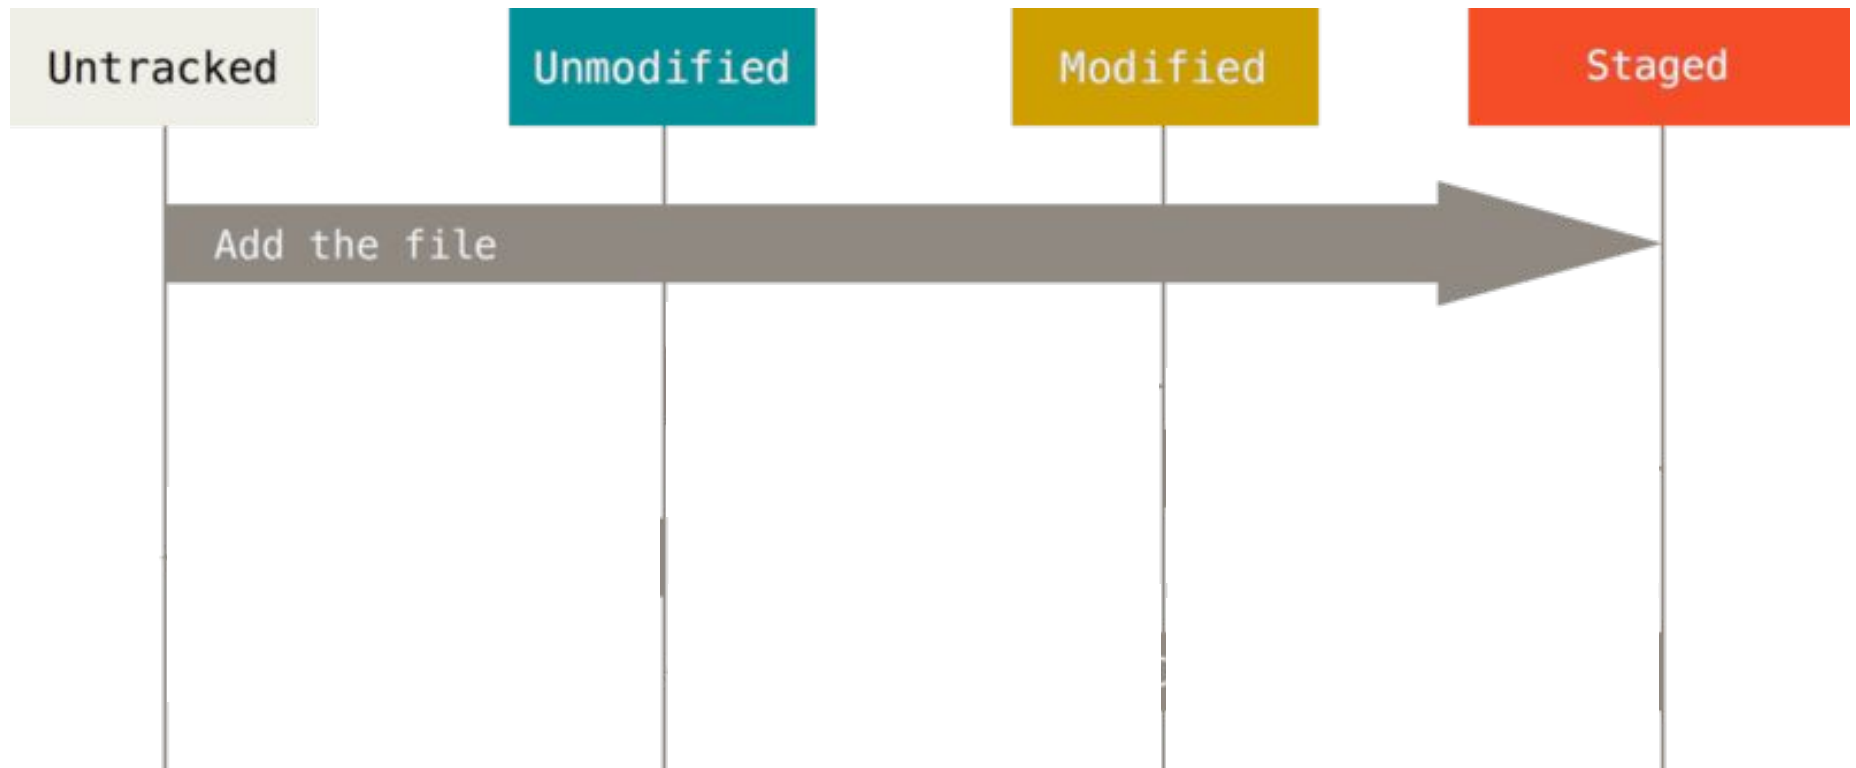 Untracked
Unmodified
Modified
Staged
Add the file